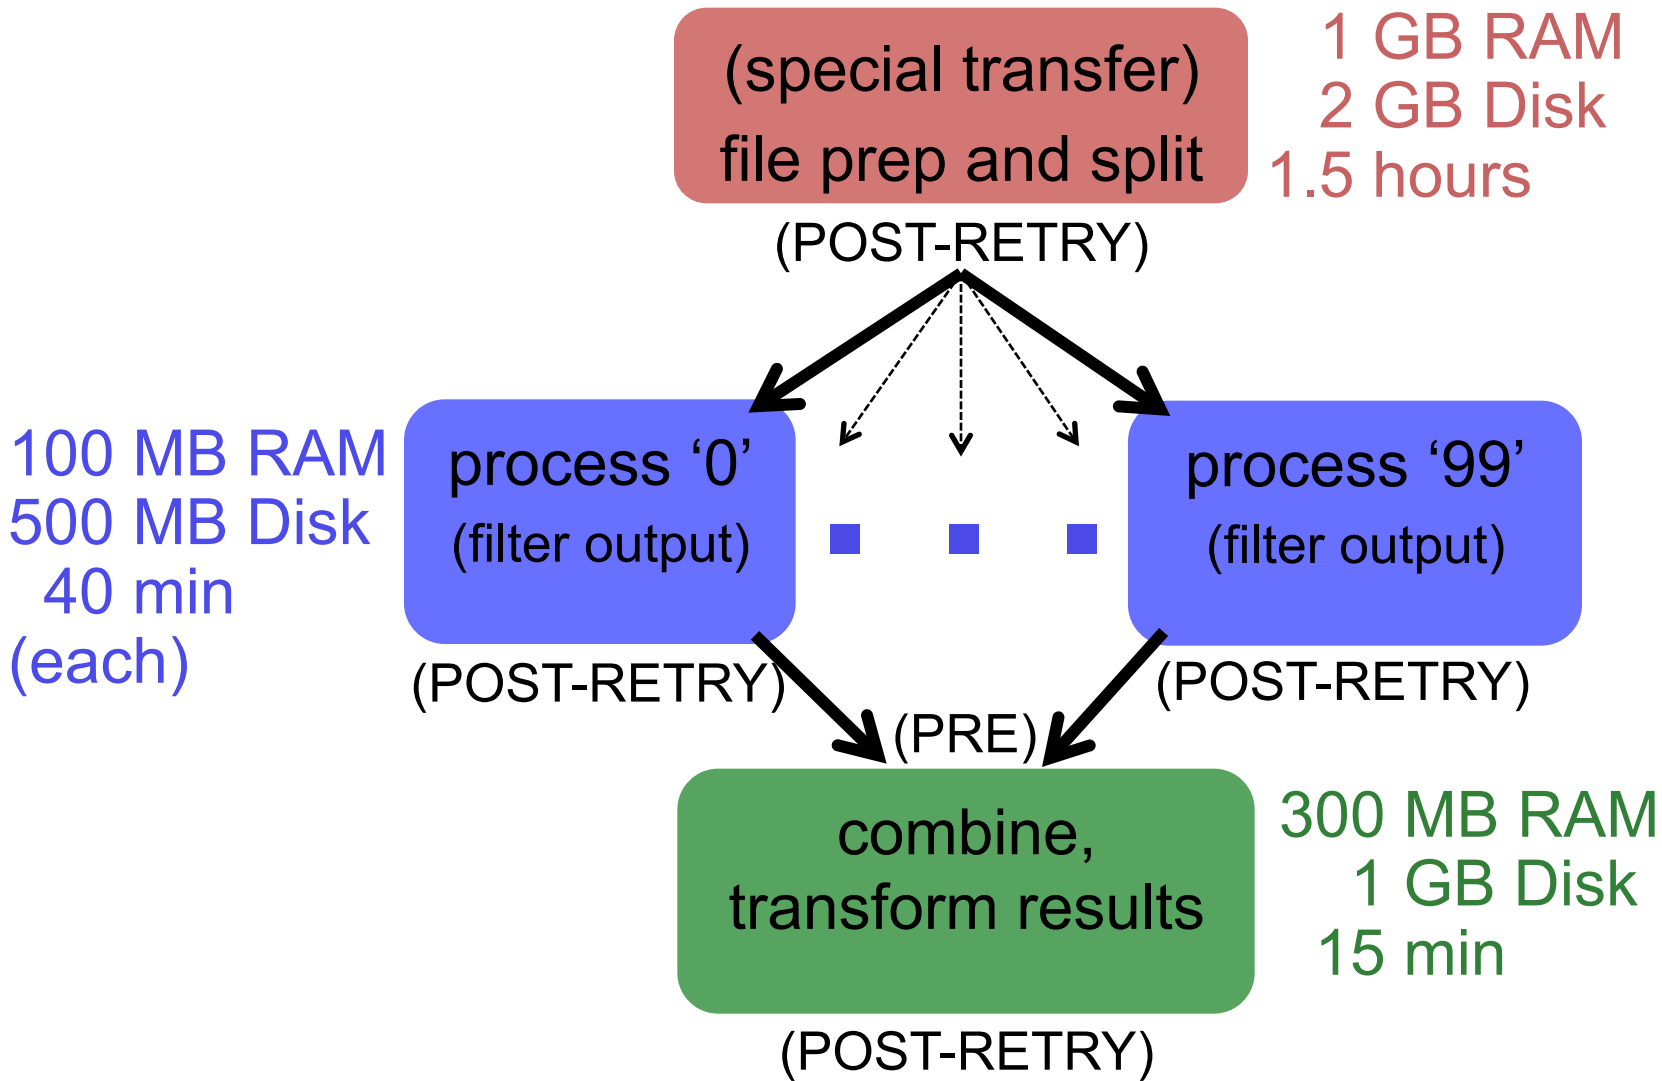 (special transfer)
file prep and split
1 GB RAM
2 GB Disk
1.5 hours
(POST-RETRY)
100 MB RAM
500 MB Disk
40 min
(each)
process ‘0’
(filter output)
process ‘99’
(filter output)
(POST-RETRY)
(POST-RETRY)
(PRE)
combine,
transform results
300 MB RAM
1 GB Disk
15 min
(POST-RETRY)